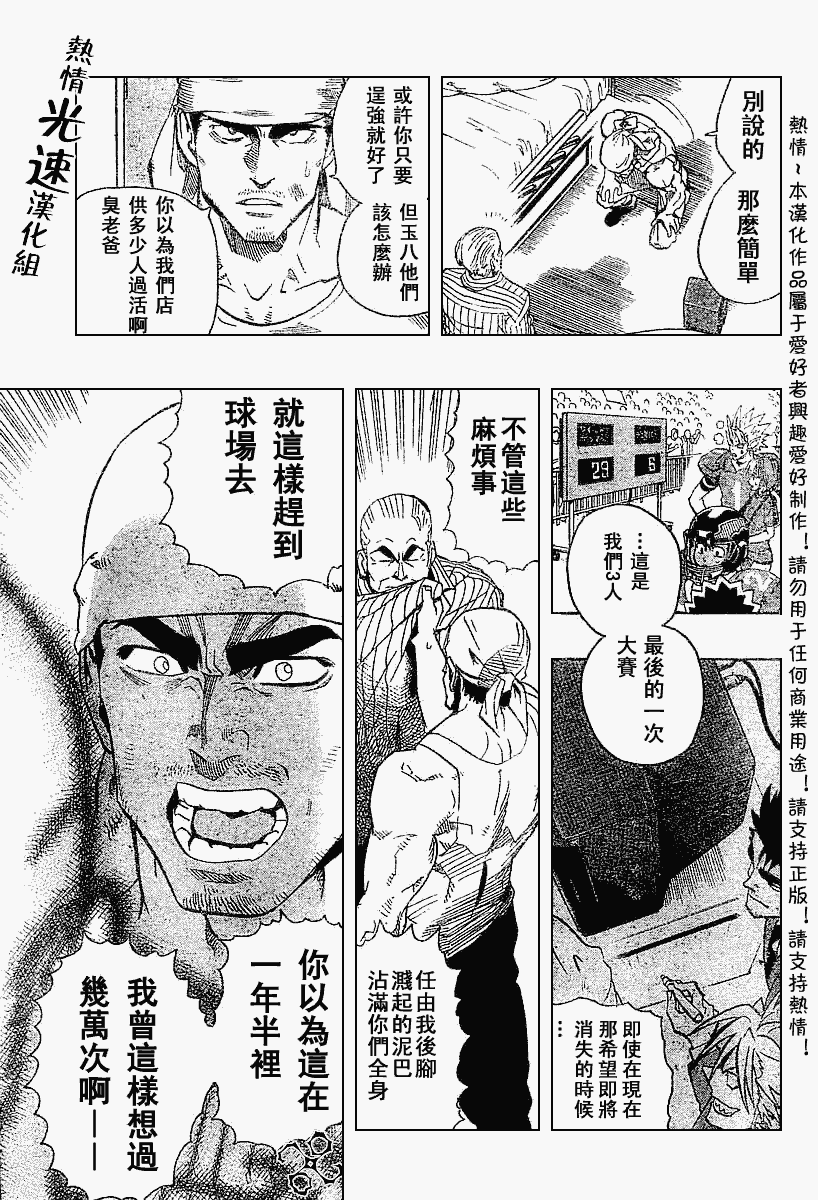 別說的
那麼簡單
或許你只要
逞強就好了
但玉八他們
該怎麼辦
你以為我們店
供多少人過活啊
臭老爸
29
6
…這是
我們3人
最後的一次
大賽
即使在現在
那希望即將
消失的時候
…
不管這些
麻煩事
任由我後腳
濺起的泥巴
沾滿你們全身
就這樣趕到
球場去
你以為這在
一年半裡
我曾這樣想過
幾萬次啊——
熱情~本漢化作品屬于愛好者興趣愛好制作！請勿用于任何商業用途！請支持正版！請支持熱情！
熱情~
光速
漢化組